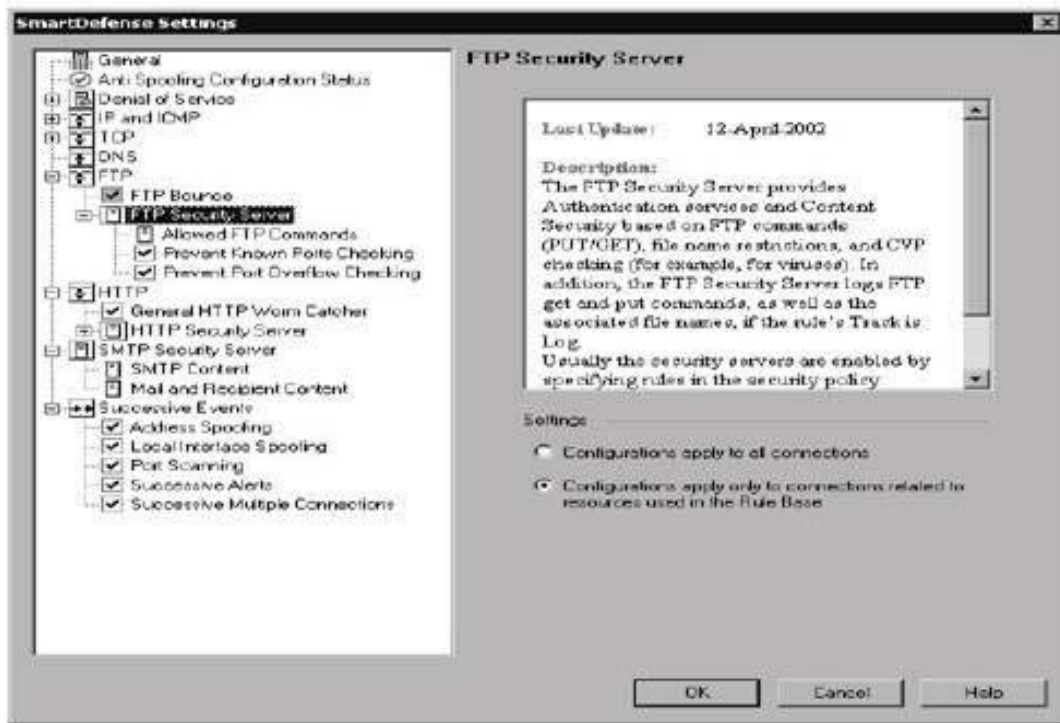 SmartDefense Settings
General
Anti Spoofing Configuration Status
Denial of Service
IP and ICMP
TCP
DNS
FTP
FTP Bounce
FTP Security Server
Allowed FTP Commands
Prevent Known Ports Checking
Prevent Port Overflow Checking
HTTP
General HTTP Worm Catcher
HTTP Security Server
SMTP Security Server
SMTP Content
Mail and Recipient Content
Successive Events
Address Spoofing
Local Interface Spoofing
Port Scanning
Successive Alerts
Successive Multiple Connections
FTP Security Server
Last Update: 12-April-2002
Description:
The FTP Security Server provides
Authentication services and Content
Security based on FTP commands
(PUT/GET), file name restrictions, and CVP
checking (for example, for viruses). In
addition, the FTP Security Server logs FTP
get and put commands, as well as the
associated file names, if the rule's Track is
Log.
Usually the security servers are enabled by
specifying rules in the security policy
Settings
Configurations apply to all connections
Configurations apply only to connections related to
resources used in the Rule Base
OK Cancel Help